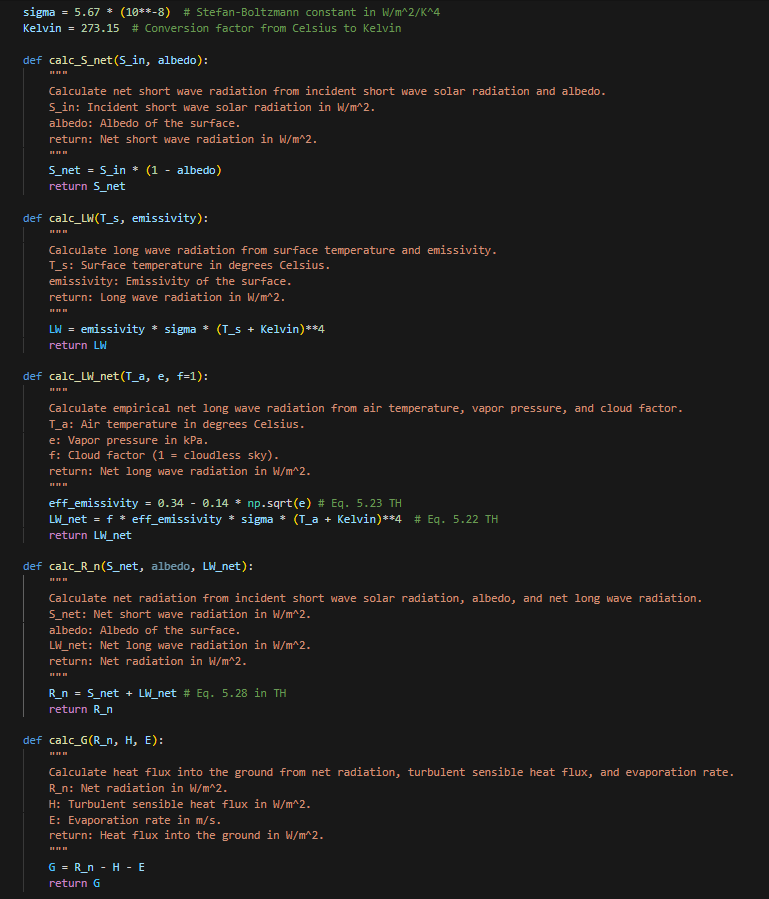 sigma = 5.67 * (10**-8)  # Stefan-Boltzmann constant in W/m^2/K^4
Kelvin = 273.15  # Conversion factor from Celsius to Kelvin

def calc_S_net(S_in, albedo):
    """
    Calculate net short wave radiation from incident short wave solar radiation and albedo.
    S_in: Incident short wave solar radiation in W/m^2.
    albedo: Albedo of the surface.
    return: Net short wave radiation in W/m^2.
    """
    S_net = S_in * (1 - albedo)
    return S_net

def calc_LW(T_s, emissivity):
    """
    Calculate long wave radiation from surface temperature and emissivity.
    T_s: Surface temperature in degrees Celsius.
    emissivity: Emissivity of the surface.
    return: Long wave radiation in W/m^2.
    """
    LW = emissivity * sigma * (T_s + Kelvin)**4
    return LW

def calc_LW_net(T_a, e, f=1):
    """
    Calculate empirical net long wave radiation from air temperature, vapor pressure, and cloud factor.
    T_a: Air temperature in degrees Celsius.
    e: Vapor pressure in kPa.
    f: Cloud factor (1 = cloudless sky).
    return: Net long wave radiation in W/m^2.
    """
    eff_emissivity = 0.34 - 0.14 * np.sqrt(e) # Eq. 5.23 TH
    LW_net = f * eff_emissivity * sigma * (T_a + Kelvin)**4  # Eq. 5.22 TH
    return LW_net

def calc_R_n(S_net, albedo, LW_net):
    """
    Calculate net radiation from incident short wave solar radiation, albedo, and net long wave radiation.
    S_net: Net short wave radiation in W/m^2.
    albedo: Albedo of the surface.
    LW_net: Net long wave radiation in W/m^2.
    return: Net radiation in W/m^2.
    """
    R_n = S_net + LW_net # Eq. 5.28 in TH
    return R_n

def calc_G(R_n, H, E):
    """
    Calculate heat flux into the ground from net radiation, turbulent sensible heat flux, and evaporation rate.
    R_n: Net radiation in W/m^2.
    H: Turbulent sensible heat flux in W/m^2.
    E: Evaporation rate in m/s.
    return: Heat flux into the ground in W/m^2.
    """
    G = R_n - H - E
    return G